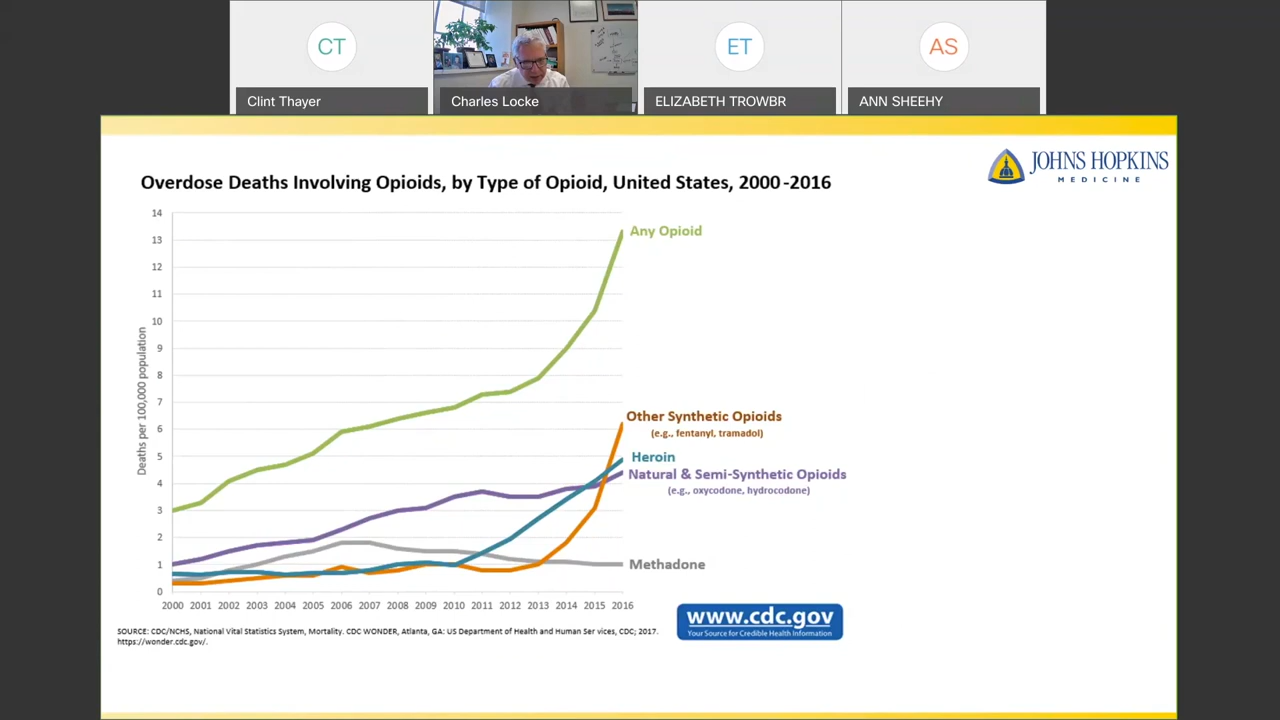 CT
ET
AS
Clint Thayer
Charles Locke
ELIZABETH TROWBR
ANN SHEEHY
JOHNS HOPKINS
MEDICINE
Overdose Deaths Involving Opioids, by Type of Opioid, United States, 2000-2016
Deaths per 100,000 population
14
13
12
11
10
9
8
7
6
5
4
3
2
1
0
Any Opioid
Other Synthetic Opioids
(e.g., fentanyl, tramadol)
Heroin
Natural & Semi-Synthetic Opioids
(e.g., oxycodone, hydrocodone)
Methadone
2000 2001 2002 2003 2004 2005 2006 2007 2008 2009 2010 2011 2012 2013 2014 2015 2016
SOURCE: CDC/NCHS, National Vital Statistics System, Mortality. CDC WONDER, Atlanta, GA: US Department of Health and Human Ser vices, CDC; 2017.
https://wonder.cdc.gov/.
www.cdc.gov
Your Source for Credible Health Information